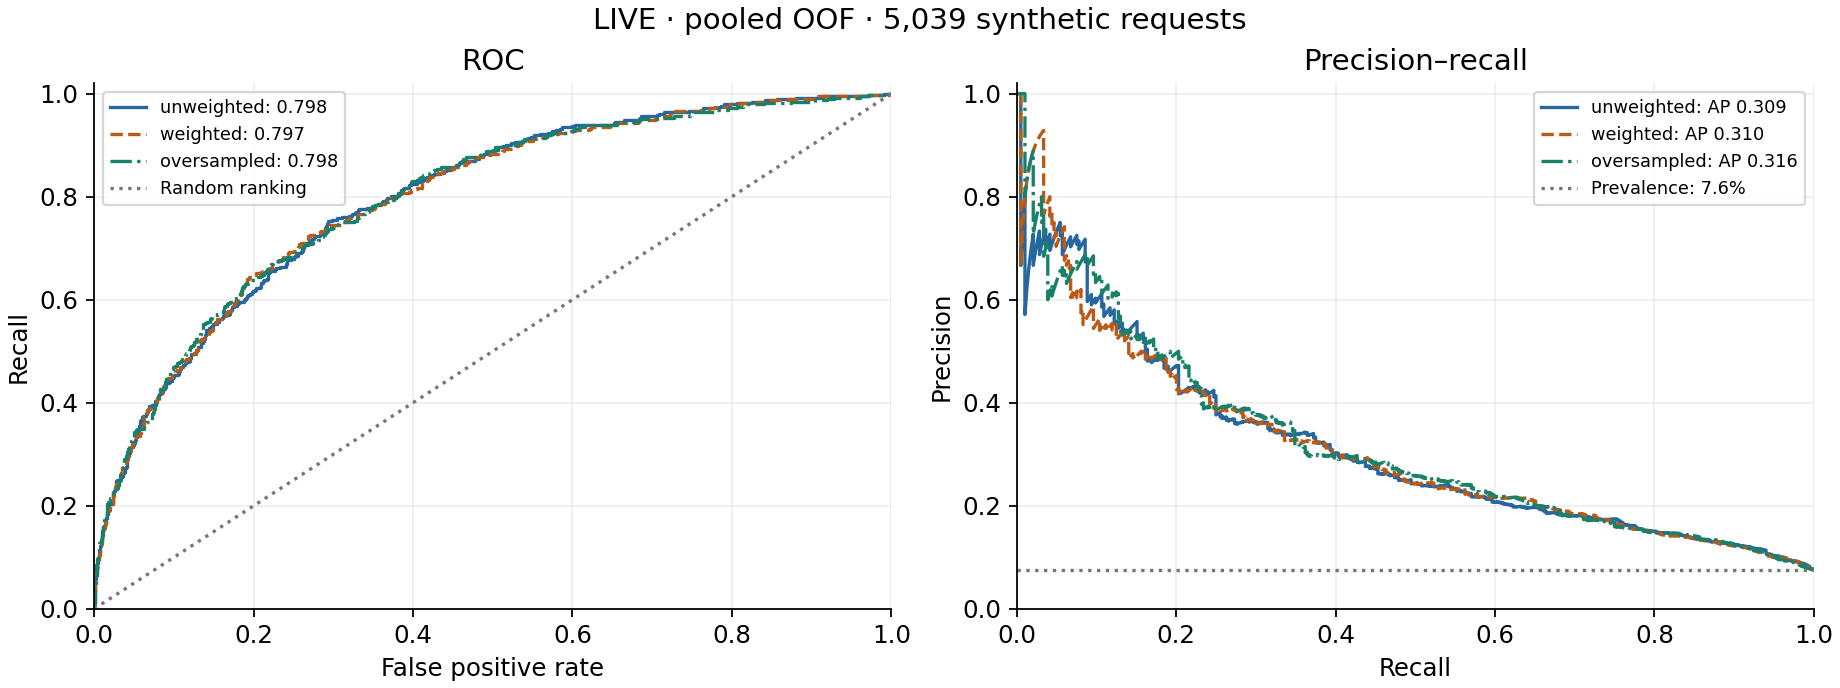 LIVE · pooled OOF · 5,039 synthetic requests
ROC
unweighted: 0.798
weighted: 0.797
oversampled: 0.798
Random ranking
1.0
0.8
0.6
0.4
0.2
0.0
Recall
0.0 0.2 0.4 0.6 0.8 1.0
False positive rate
Precision–recall
unweighted: AP 0.309
weighted: AP 0.310
oversampled: AP 0.316
Prevalence: 7.6%
1.0
0.8
0.6
0.4
0.2
0.0
Precision
0.0 0.2 0.4 0.6 0.8 1.0
Recall